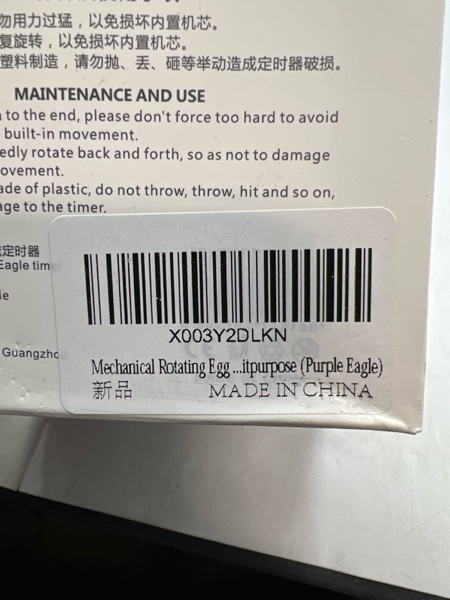 勿用力过猛，以免损坏内置机芯。
复旋转，以免损坏内置机芯。
塑料制造，请勿抛、丢、砸等举动造成定时器破损。
MAINTENANCE AND USE
to the end, please don't force too hard to avoid
built-in movement.
edly rotate back and forth, so as not to damage
ovement.
ade of plastic, do not throw, throw, hit and so on,
age to the timer.
定时器
Eagle tim
le
Guangzho
X003Y2DLKN
Mechanical Rotating Egg ...itpurpose (Purple Eagle)
新品
MADE IN CHINA